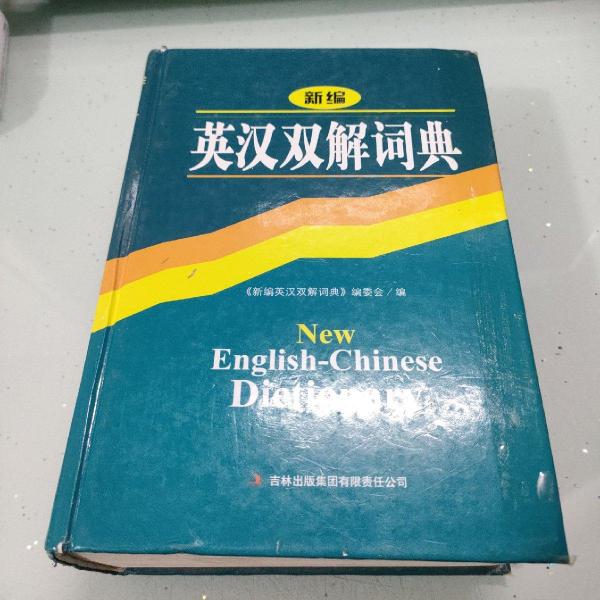 新编
英汉双解词典
《新编英汉双解词典》编委会/编
New
English-Chinese
Dictionary
吉林出版集团有限责任公司